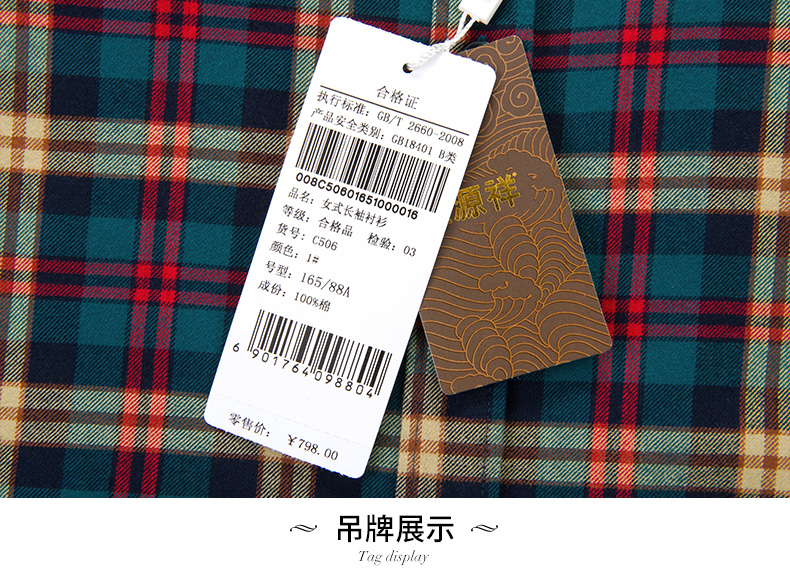 合格证
执行标准: GB/T 2660-2008
产品安全类别: GB18401 B类
008C50601651000016
品名: 女式长袖衬衫
等级: 合格品 检验: 03
货号: C506
颜色: 1#
号型: 165/88A
成份: 100%棉
6 901764 098804
零售价: ¥798.00
源祥
～ 吊牌展示 ～
Tag display